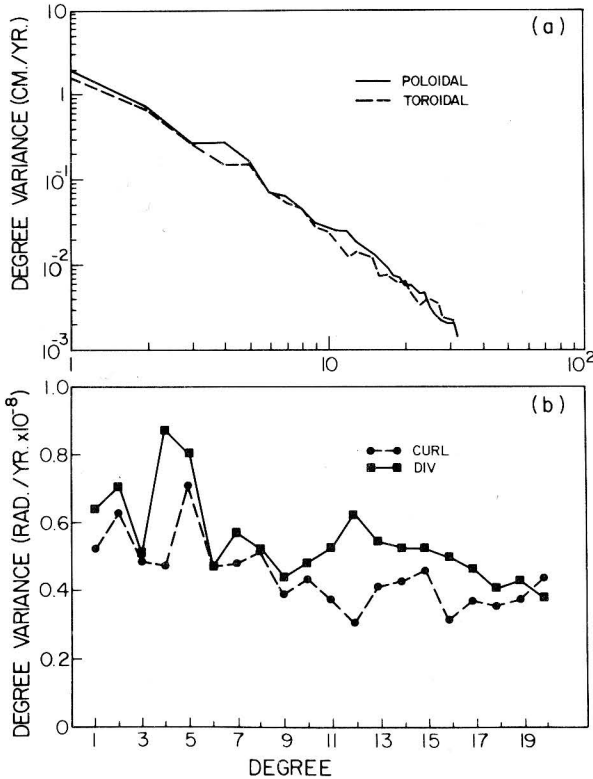 10
1
10-1
10-2
10-3
DEGREE VARIANCE (CM./YR.)
(a)
POLOIDAL
TOROIDAL
1
10
10²
1.0
0.8
0.6
0.4
0.2
0
DEGREE VARIANCE (RAD./YR.x10-8)
(b)
CURL
DIV
1 3 5 7 9 11 13 15 17 19
DEGREE